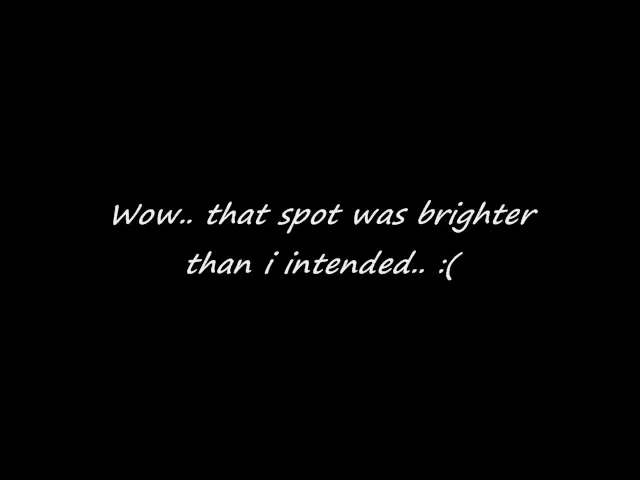 Wow.. that spot was brighter
than i intended.. :(